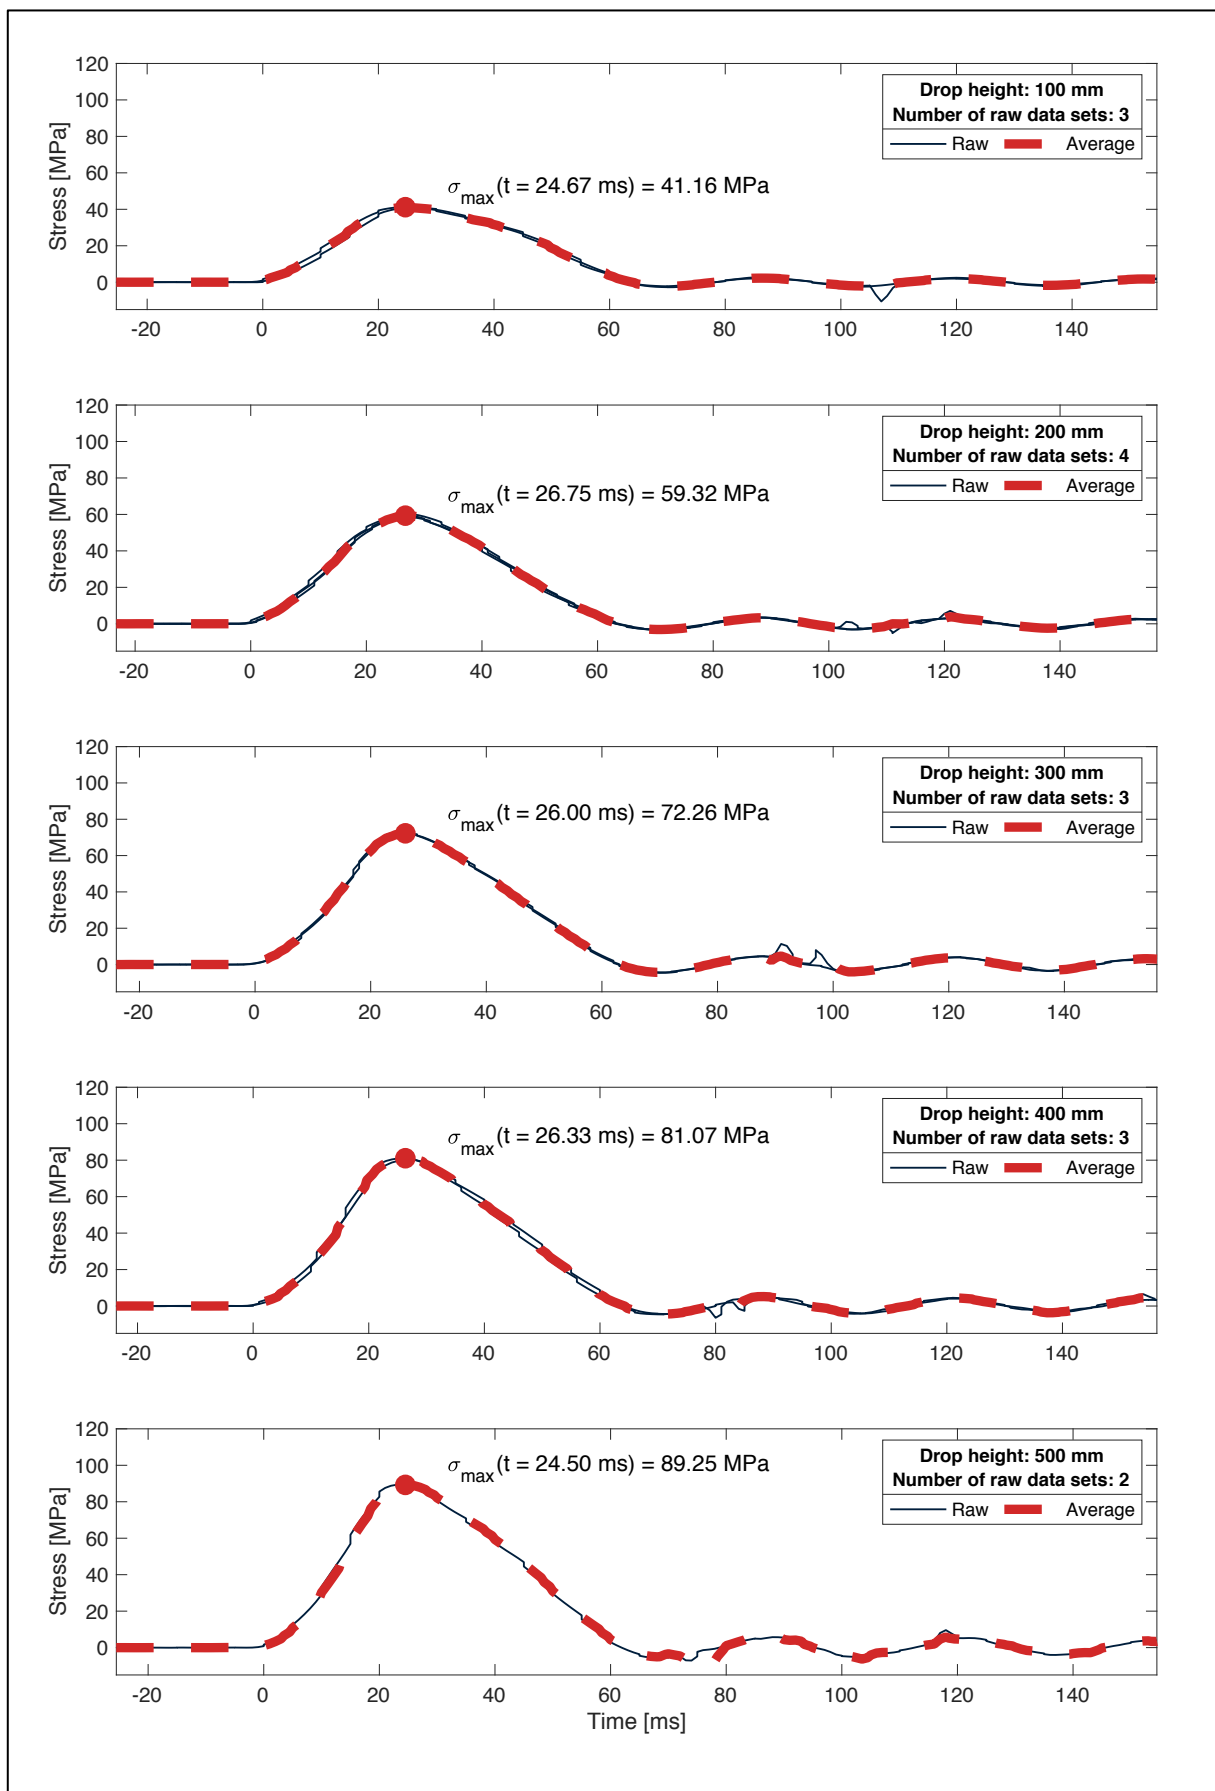 120
100
80
60
40
20
0
Stress [MPa]
Drop height: 100 mm
Number of raw data sets: 3
Raw Average
σmax(t = 24.67 ms) = 41.16 MPa
-20 0 20 40 60 80 100 120 140
120
100
80
60
40
20
0
Stress [MPa]
Drop height: 200 mm
Number of raw data sets: 4
Raw Average
σmax(t = 26.75 ms) = 59.32 MPa
-20 0 20 40 60 80 100 120 140
120
100
80
60
40
20
0
Stress [MPa]
Drop height: 300 mm
Number of raw data sets: 3
Raw Average
σmax(t = 26.00 ms) = 72.26 MPa
-20 0 20 40 60 80 100 120 140
120
100
80
60
40
20
0
Stress [MPa]
Drop height: 400 mm
Number of raw data sets: 3
Raw Average
σmax(t = 26.33 ms) = 81.07 MPa
-20 0 20 40 60 80 100 120 140
120
100
80
60
40
20
0
Stress [MPa]
Drop height: 500 mm
Number of raw data sets: 2
Raw Average
σmax(t = 24.50 ms) = 89.25 MPa
-20 0 20 40 60 80 100 120 140
Time [ms]